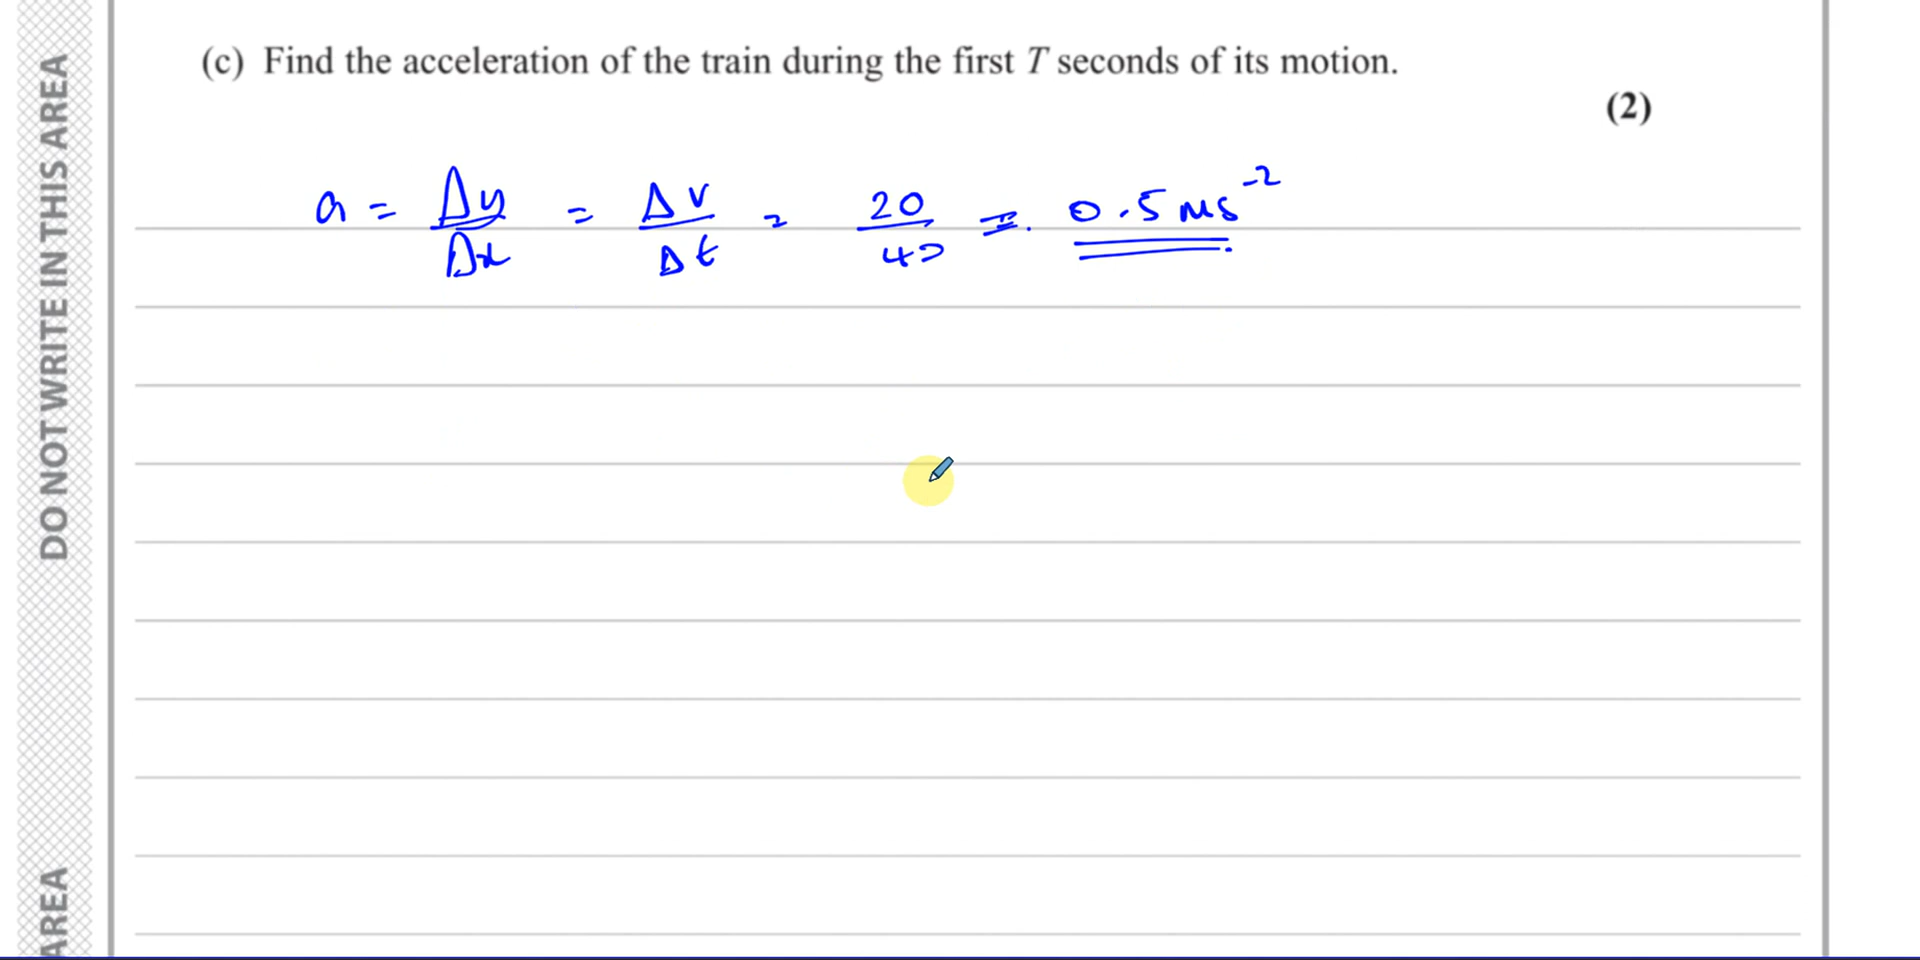 DO NOT WRITE IN THIS AREA
AREA
(c) Find the acceleration of the train during the first T seconds of its motion.
(2)
a = Δy/Δx = Δv/Δt = 20/40 = 0.5 ms⁻²